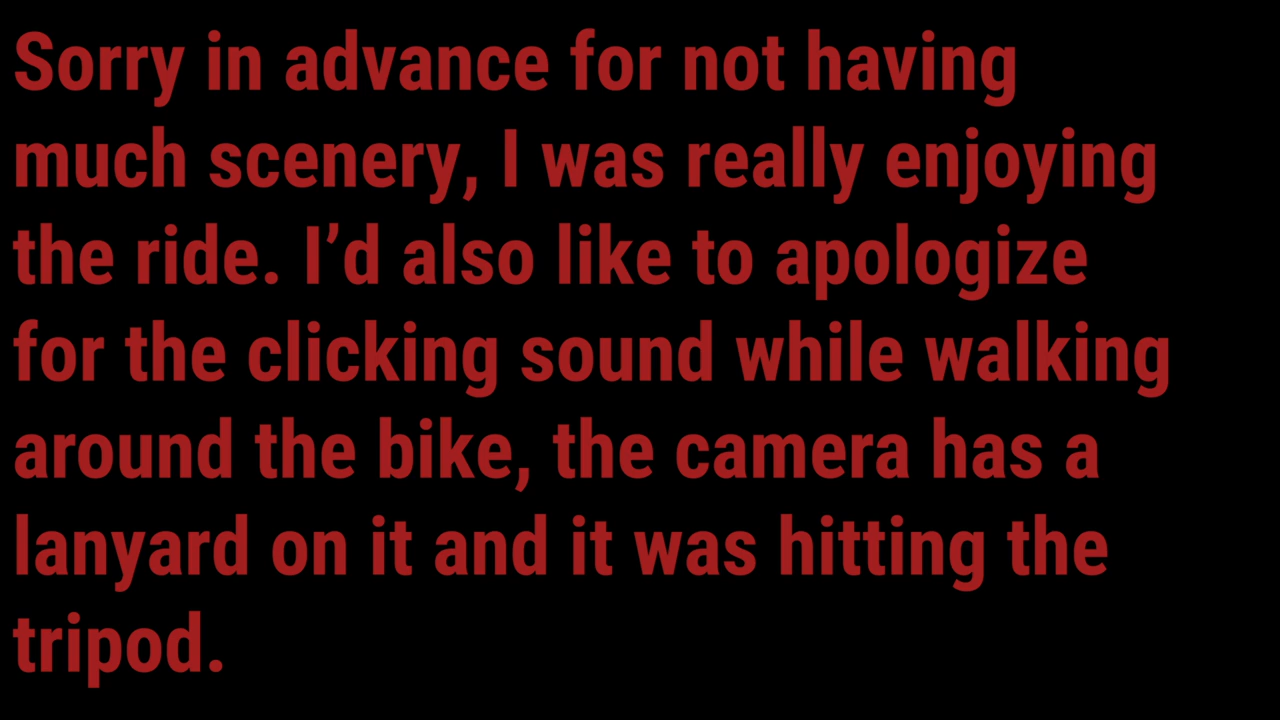 Sorry in advance for not having
much scenery, I was really enjoying
the ride. I’d also like to apologize
for the clicking sound while walking
around the bike, the camera has a
lanyard on it and it was hitting the
tripod.